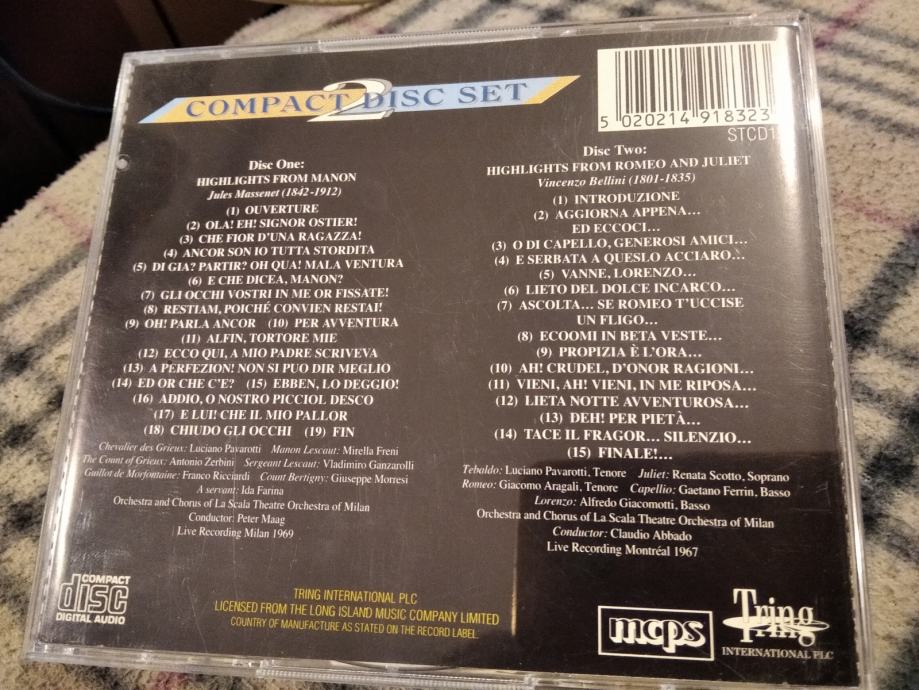 COMPACT 2 DISC SET
5 020214 918323
STCD1
Disc One:
HIGHLIGHTS FROM MANON
Jules Massenet (1842-1912)
(1) OUVERTURE
(2) OLA! EH! SIGNOR OSTIER!
(3) CHE FIOR D'UNA RAGAZZA!
(4) ANCOR SON IO TUTTA STORDITA
(5) DI GIA? PARTIR? OH QUA! MALA VENTURA
(6) E CHE DICEA, MANON?
(7) GLI OCCHI VOSTRI IN ME OR FISSATE!
(8) RESTIAM, POICHÉ CONVIEN RESTAI!
(9) OH! PARLA ANCOR (10) PER AVVENTURA
(11) ALFIN, TORTORE MIE
(12) ECCO QUI, A MIO PADRE SCRIVEVA
(13) A PERFEZION! NON SI PUO DIR MEGLIO
(14) ED OR CHE C'E? (15) EBBEN, LO DEGGIO!
(16) ADDIO, O NOSTRO PICCIOL DESCO
(17) E LUI! CHE IL MIO PALLOR
(18) CHIUDO GLI OCCHI (19) FIN
Chevalier des Grieux: Luciano Pavarotti Manon Lescaut: Mirella Freni
The Count of Grieux: Antonio Zerbini Sergeant Lescaut: Vladimiro Ganzarolli
Guillot de Morfontaine: Franco Ricciardi Count Bertigny: Giuseppe Morresi
A servant: Ida Farina
Orchestra and Chorus of La Scala Theatre Orchestra of Milan
Conductor: Peter Maag
Live Recording Milan 1969
Disc Two:
HIGHLIGHTS FROM ROMEO AND JULIET
Vincenzo Bellini (1801-1835)
(1) INTRODUZIONE
(2) AGGIORNA APPENA...
ED ECCOCI...
(3) O DI CAPELLO, GENEROSI AMICI...
(4) E SERBATA A QUESLO ACCIARO...
(5) VANNE, LORENZO...
(6) LIETO DEL DOLCE INCARCO...
(7) ASCOLTA... SE ROMEO T'UCCISE
UN FLIGO...
(8) ECOOMI IN BETA VESTE...
(9) PROPIZIA È L'ORA...
(10) AH! CRUDEL, D'ONOR RAGIONI...
(11) VIENI, AH! VIENI, IN ME RIPOSA...
(12) LIETA NOTTE AVVENTUROSA...
(13) DEH! PER PIETÀ...
(14) TACE IL FRAGOR... SILENZIO...
(15) FINALE!...
Tebaldo: Luciano Pavarotti, Tenore Juliet: Renata Scotto, Soprano
Romeo: Giacomo Aragali, Tenore Capellio: Gaetano Ferrin, Basso
Lorenzo: Alfredo Giacomotti, Basso
Orchestra and Chorus of La Scala Theatre Orchestra of Milan
Conductor: Claudio Abbado
Live Recording Montréal 1967
COMPACT
disc
DIGITAL AUDIO
TRING INTERNATIONAL PLC
LICENSED FROM THE LONG ISLAND MUSIC COMPANY LIMITED
COUNTRY OF MANUFACTURE AS STATED ON THE RECORD LABEL
mcps
Tring
INTERNATIONAL PLC